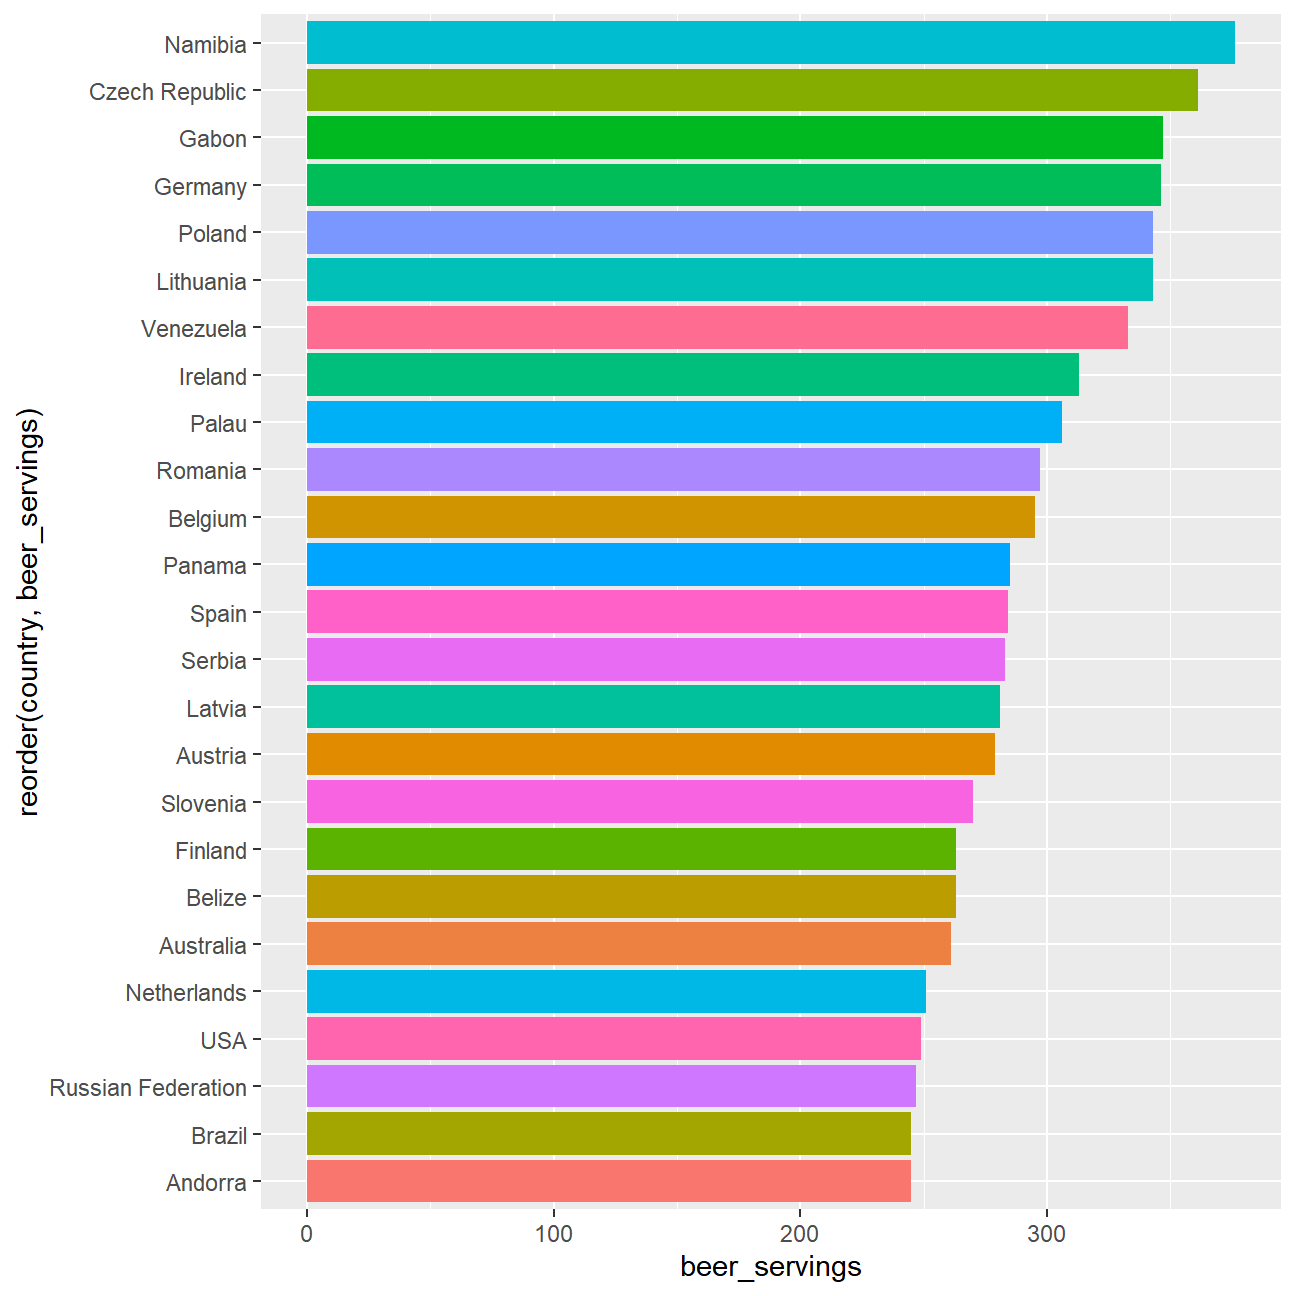 reorder(country, beer_servings)
Namibia
Czech Republic
Gabon
Germany
Poland
Lithuania
Venezuela
Ireland
Palau
Romania
Belgium
Panama
Spain
Serbia
Latvia
Austria
Slovenia
Finland
Belize
Australia
Netherlands
USA
Russian Federation
Brazil
Andorra
0 100 200 300
beer_servings